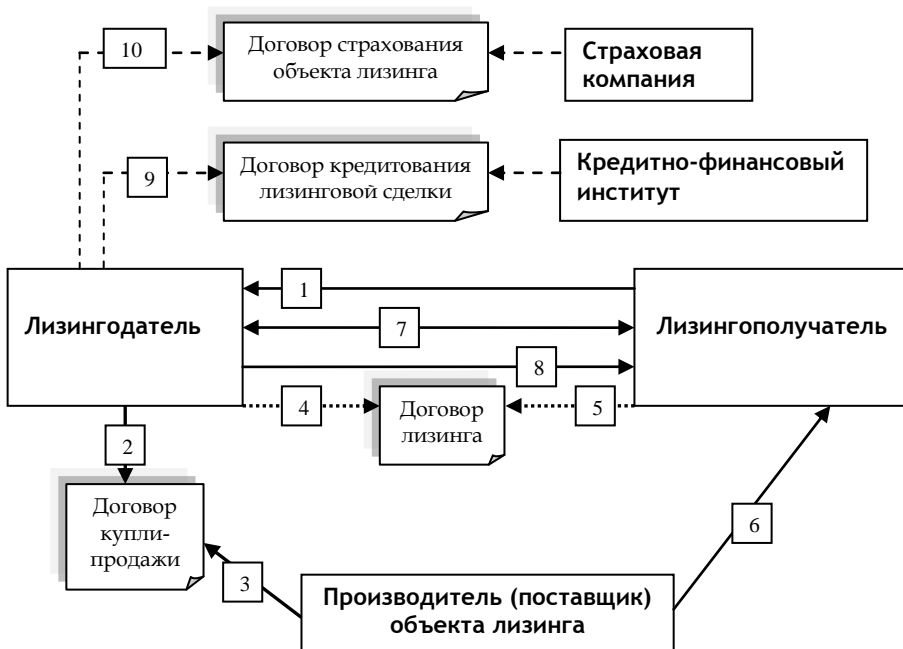 10
Договор страхования
объекта лизинга
Страховая
компания
9
Договор кредитования
лизинговой сделки
Кредитно-финансовый
институт
Лизингодатель
1
7
8
Лизингополучатель
4
Договор
лизинга
5
2
Договор
купли-
продажи
3
6
Производитель (поставщик)
объекта лизинга